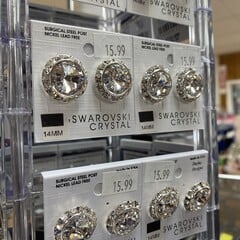 SURGICAL STEEL POST
NICKEL LEAD FREE
15.99
SWAROVSKI
CRYSTAL
14MM
15.99
SWAROVSKI
CRYSTAL
SURGICAL STEEL POST
NICKEL LEAD FREE
15.99
SWAROVSKI
CRYSTAL
15.99
SWAROVSKI
CRYSTAL